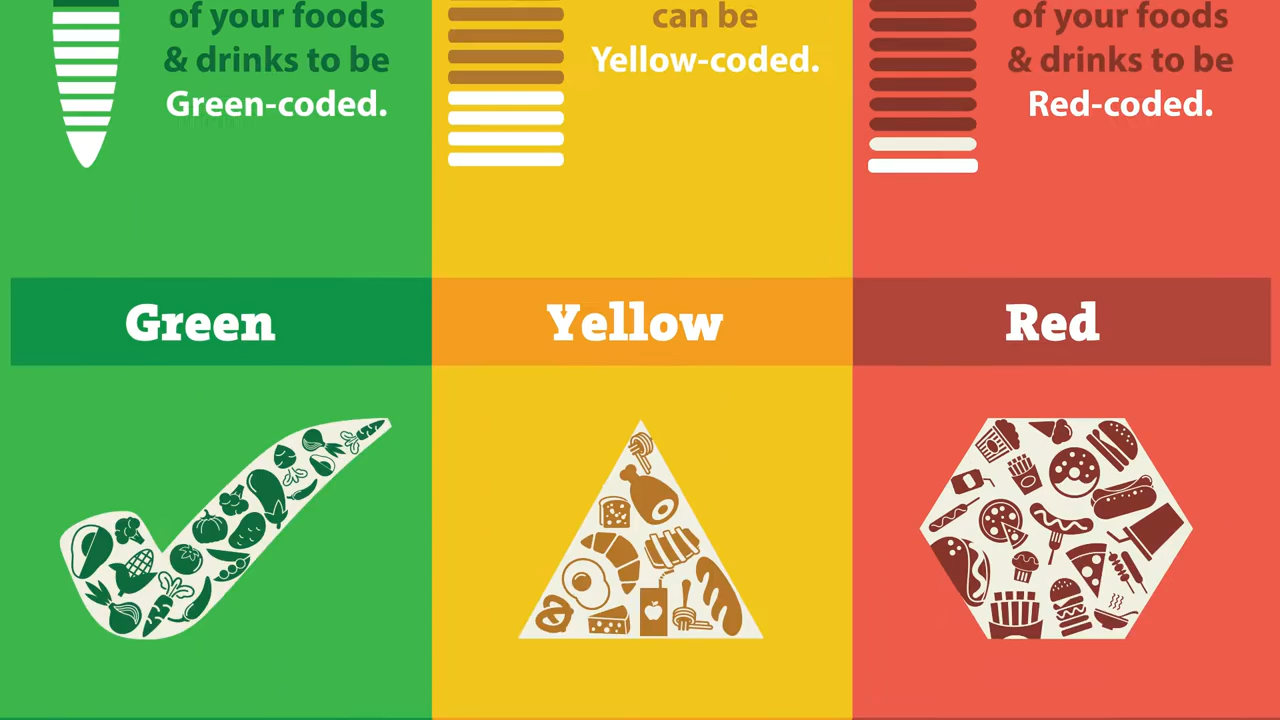 of your foods
& drinks to be
Green-coded.
can be
Yellow-coded.
of your foods
& drinks to be
Red-coded.
Green
Yellow
Red